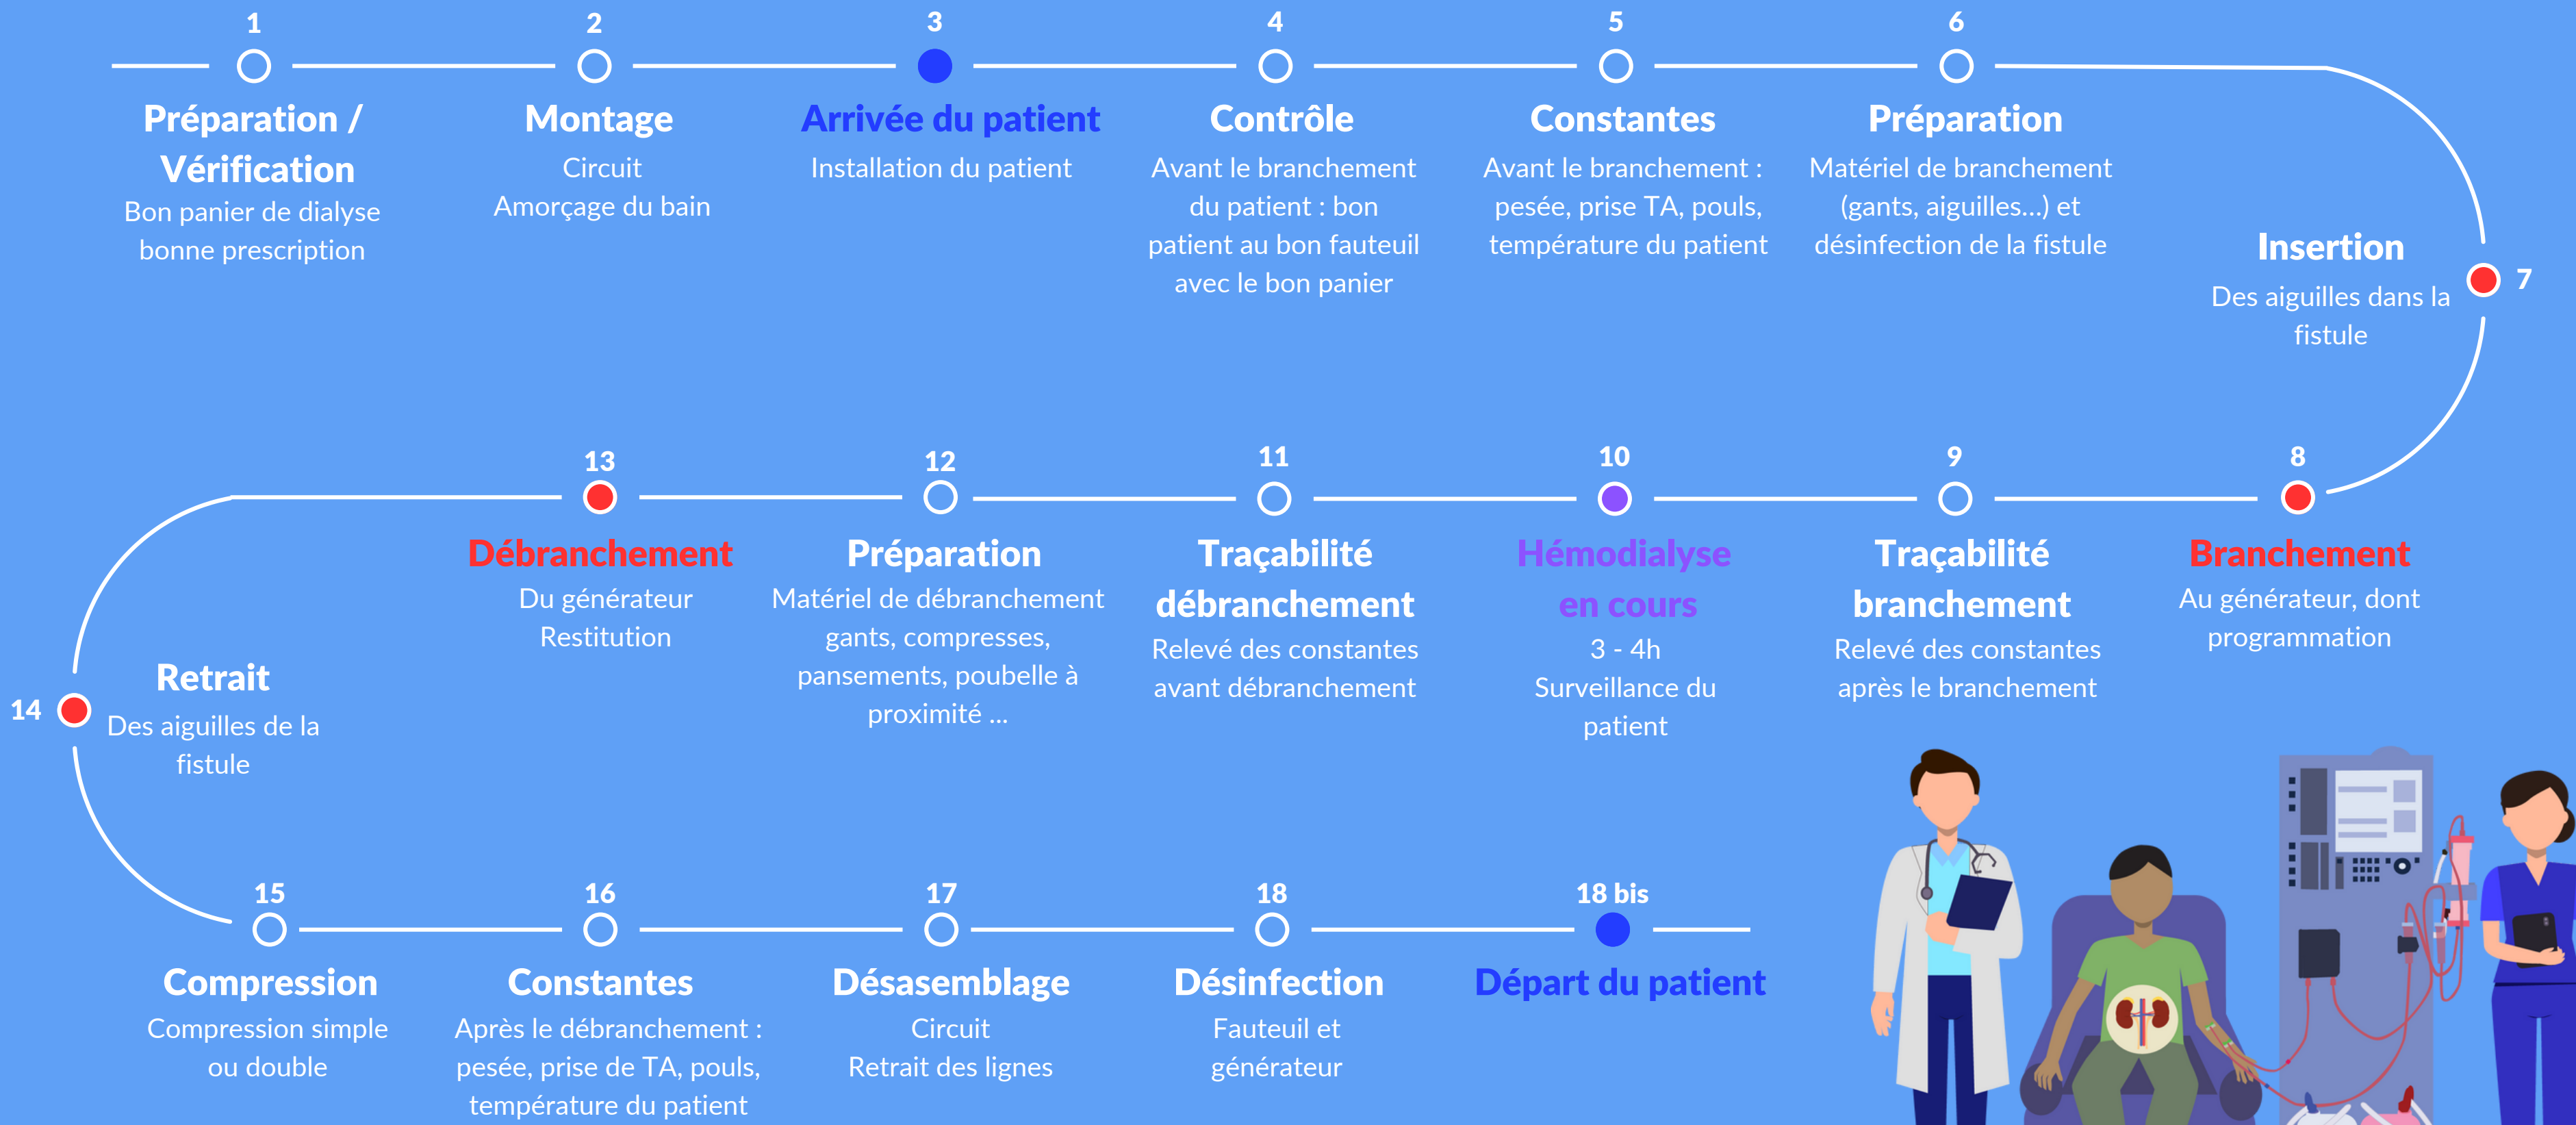 1
Préparation /
Vérification
Bon panier de dialyse
bonne prescription
2
Montage
Circuit
Amorçage du bain
3
Arrivée du patient
Installation du patient
4
Contrôle
Avant le branchement
du patient : bon
patient au bon fauteuil
avec le bon panier
5
Constantes
Avant le branchement :
pesée, prise TA, pouls,
température du patient
6
Préparation
Matériel de branchement
(gants, aiguilles...) et
désinfection de la fistule
7
Insertion
Des aiguilles dans la
fistule
8
Branchement
Au générateur, dont
programmation
9
Traçabilité
branchement
Relevé des constantes
après le branchement
10
Hémodialyse
en cours
3 - 4h
Surveillance du
patient
11
Traçabilité
débranchement
Relevé des constantes
avant débranchement
12
Préparation
Matériel de débranchement
gants, compresses,
pansements, poubelle à
proximité ...
13
Débranchement
Du générateur
Restitution
14
Retrait
Des aiguilles de la
fistule
15
Compression
Compression simple
ou double
16
Constantes
Après le débranchement :
pesée, prise de TA, pouls,
température du patient
17
Désasemblage
Circuit
Retrait des lignes
18
Désinfection
Fauteuil et
générateur
18 bis
Départ du patient